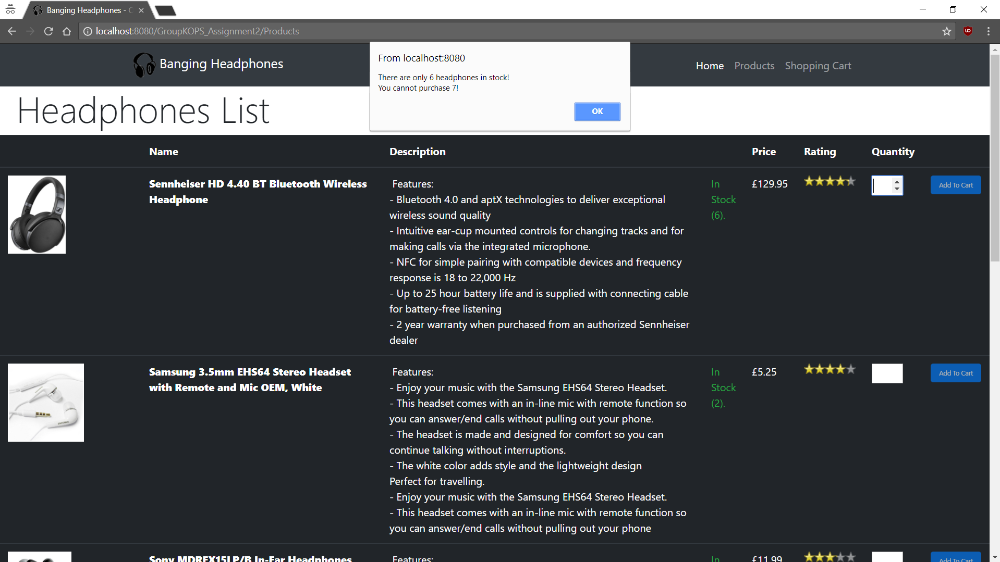 Banging Headphones - C
localhost:8080/GroupKOPS_Assignment2/Products
Banging Headphones
Home Products Shopping Cart
From localhost:8080
There are only 6 headphones in stock!
You cannot purchase 7!
OK
Headphones List
Name Description Price Rating Quantity
Sennheiser HD 4.40 BT Bluetooth Wireless
Headphone
Features:
- Bluetooth 4.0 and aptX technologies to deliver exceptional
wireless sound quality
- Intuitive ear-cup mounted controls for changing tracks and for
making calls via the integrated microphone.
- NFC for simple pairing with compatible devices and frequency
response is 18 to 22,000 Hz
- Up to 25 hour battery life and is supplied with connecting cable
for battery-free listening
- 2 year warranty when purchased from an authorized Sennheiser
dealer
In
Stock
(6).
£129.95
Add To Cart
Samsung 3.5mm EHS64 Stereo Headset
with Remote and Mic OEM, White
Features:
- Enjoy your music with the Samsung EHS64 Stereo Headset.
- This headset comes with an in-line mic with remote function so
you can answer/end calls without pulling out your phone.
- The headset is made and designed for comfort so you can
continue talking without interruptions.
- The white color adds style and the lightweight design
Perfect for travelling.
- Enjoy your music with the Samsung EHS64 Stereo Headset.
- This headset comes with an in-line mic with remote function so
you can answer/end calls without pulling out your phone
In
Stock
(2).
£5.25
Add To Cart
Sony MDREX15LP/B In-Ear Headphones
Features:
In
£11.99
Add To Cart